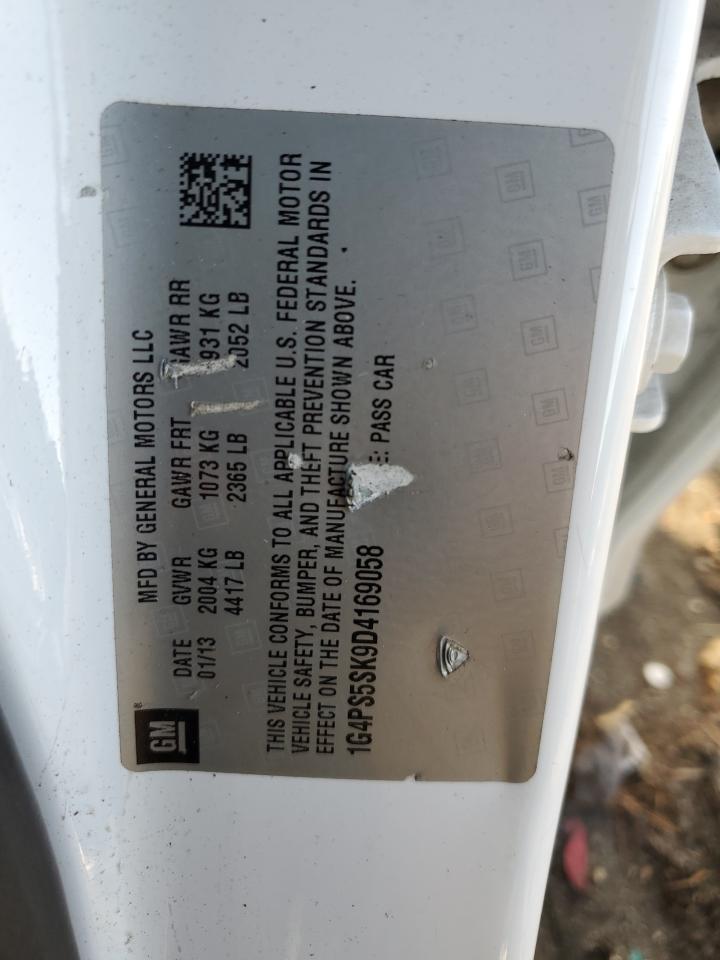 MFD BY GENERAL MOTORS LLC
DATE GVWR GAWR FRT GAWR RR
01/13 2004 KG 1073 KG 931 KG
4417 LB 2365 LB 2052 LB
THIS VEHICLE CONFORMS TO ALL APPLICABLE U.S. FEDERAL MOTOR
VEHICLE SAFETY, BUMPER, AND THEFT PREVENTION STANDARDS IN
EFFECT ON THE DATE OF MANUFACTURE SHOWN ABOVE.
1G4PS5SK9D4169058 E: PASS CAR
GM